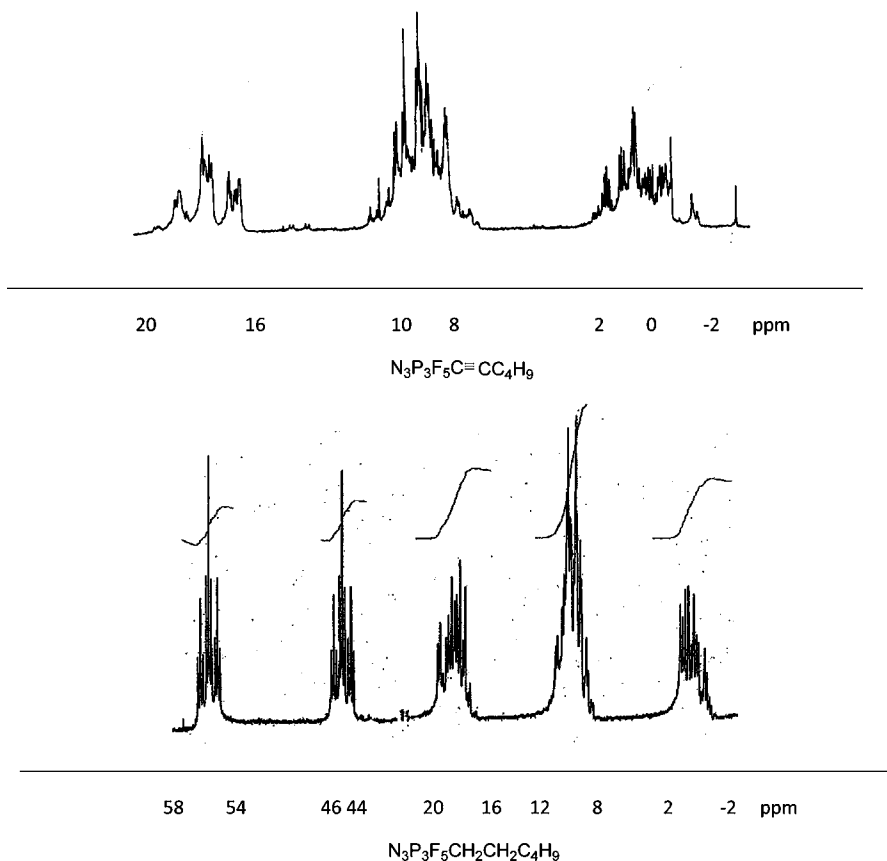 20 16 10 8 2 0 -2 ppm
N₃P₃F₅C≡CC₄H₉
58 54 46 44 20 16 12 8 2 -2 ppm
N₃P₃F₅CH₂CH₂C₄H₉